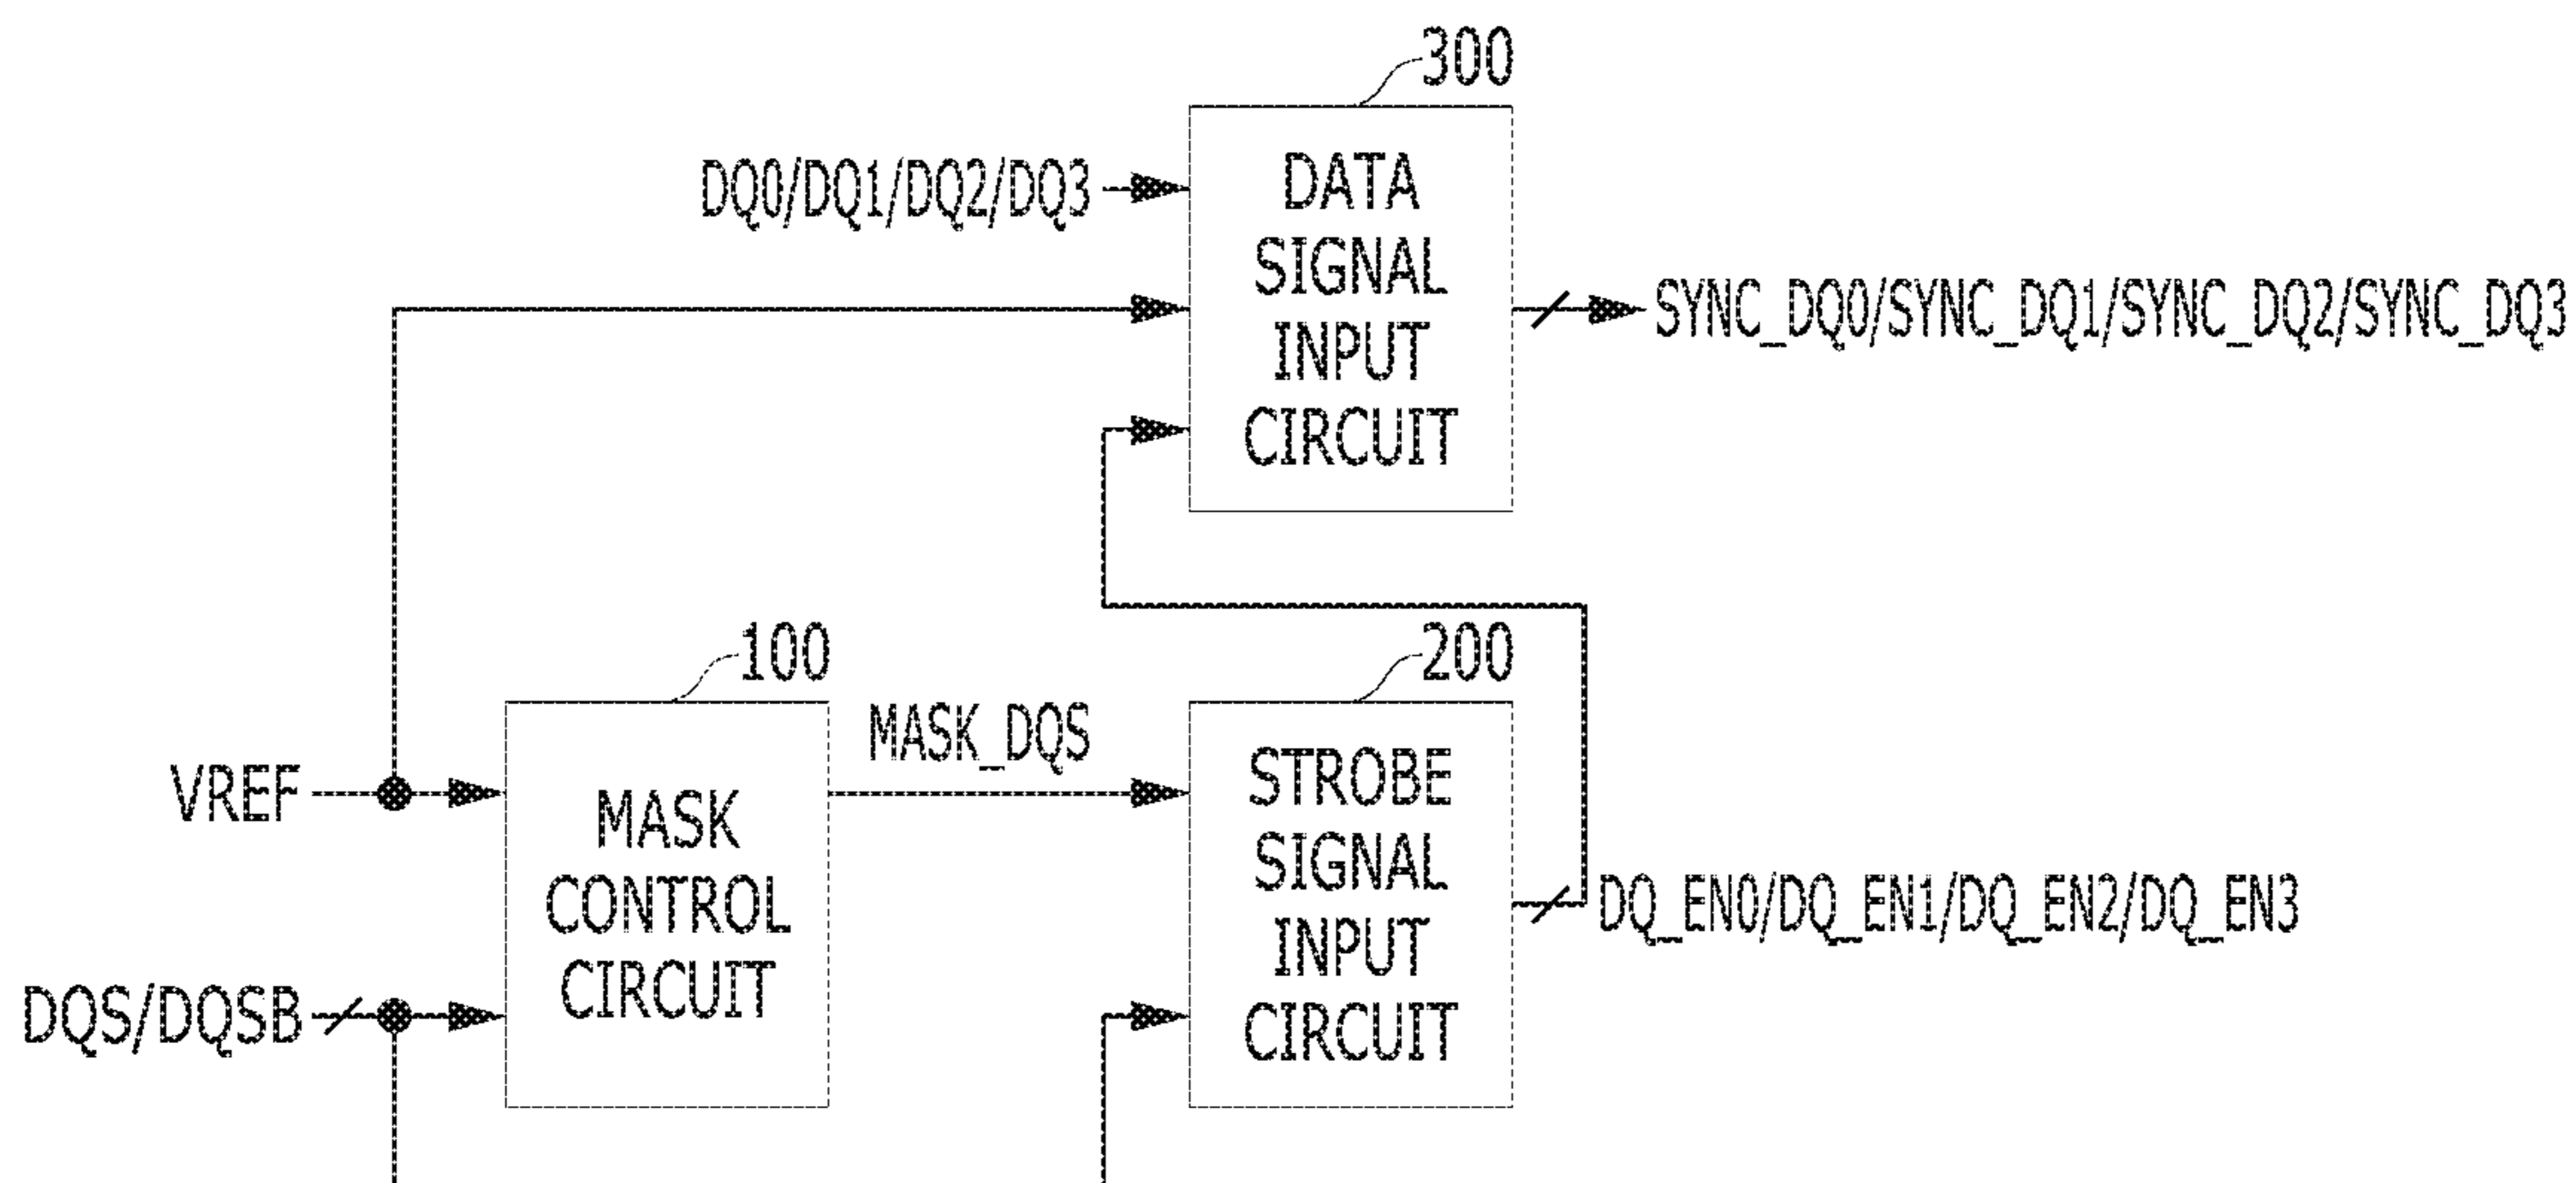 300
DQ0/DQ1/DQ2/DQ3
DATA
SIGNAL
INPUT
CIRCUIT
SYNC_DQ0/SYNC_DQ1/SYNC_DQ2/SYNC_DQ3
100
200
MASK_DQS
VREF
MASK
CONTROL
CIRCUIT
STROBE
SIGNAL
INPUT
CIRCUIT
DQ_EN0/DQ_EN1/DQ_EN2/DQ_EN3
DQS/DQSB